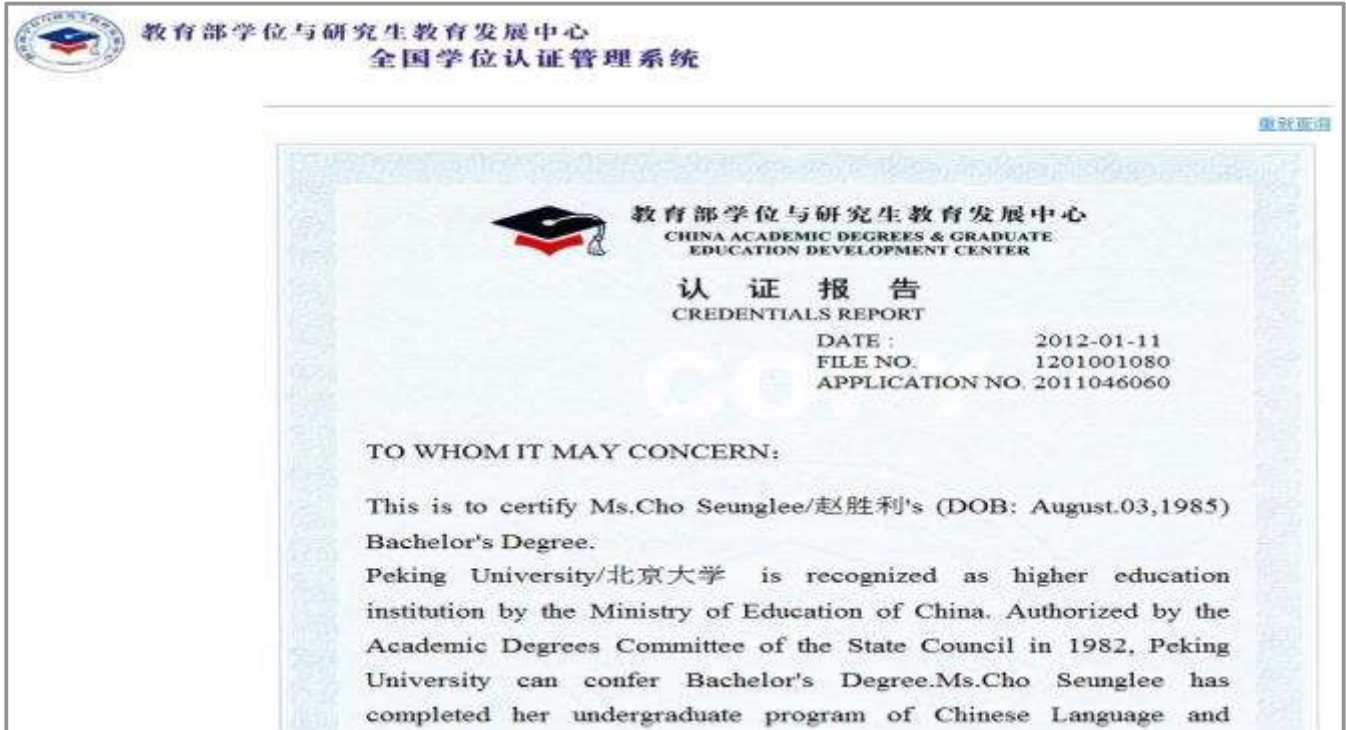 教育部学位与研究生教育发展中心
全国学位认证管理系统
重新查询
教育部学位与研究生教育发展中心
CHINA ACADEMIC DEGREES & GRADUATE
EDUCATION DEVELOPMENT CENTER
认 证 报 告
CREDENTIALS REPORT
DATE : 2012-01-11
FILE NO. 1201001080
APPLICATION NO. 2011046060
COPY
TO WHOM IT MAY CONCERN:
This is to certify Ms.Cho Seunglee/赵胜利's (DOB: August.03,1985)
Bachelor's Degree.
Peking University/北京大学 is recognized as higher education
institution by the Ministry of Education of China. Authorized by the
Academic Degrees Committee of the State Council in 1982, Peking
University can confer Bachelor's Degree.Ms.Cho Seunglee has
completed her undergraduate program of Chinese Language and